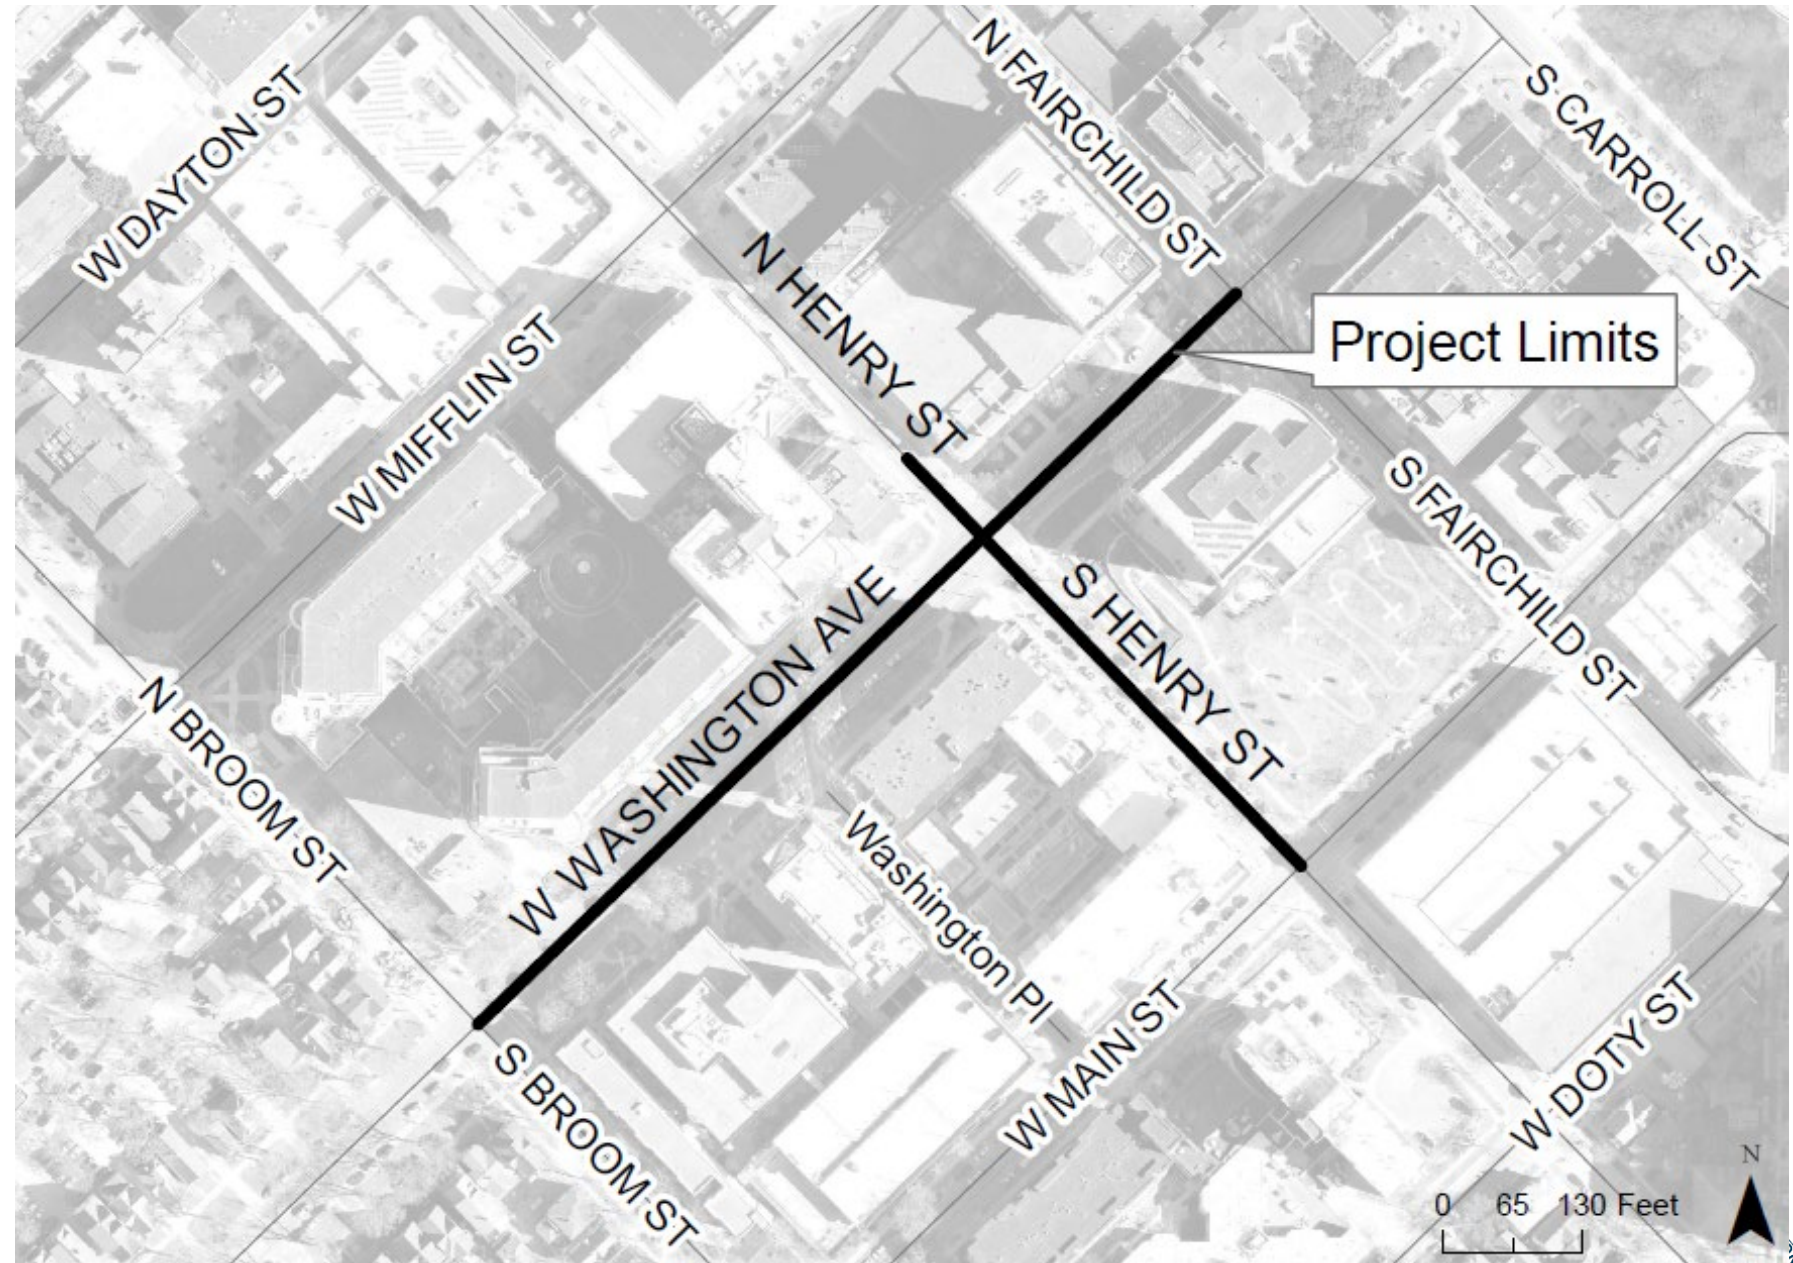 N FAIRCHILD ST
S CARROLL ST
W DAYTON ST
N HENRY ST
Project Limits
W MIFFLIN ST
S FAIRCHILD ST
W WASHINGTON AVE
S HENRY ST
N BROOM ST
Washington Pl
W MAIN ST
W DOTY ST
S BROOM ST
N
0 65 130 Feet